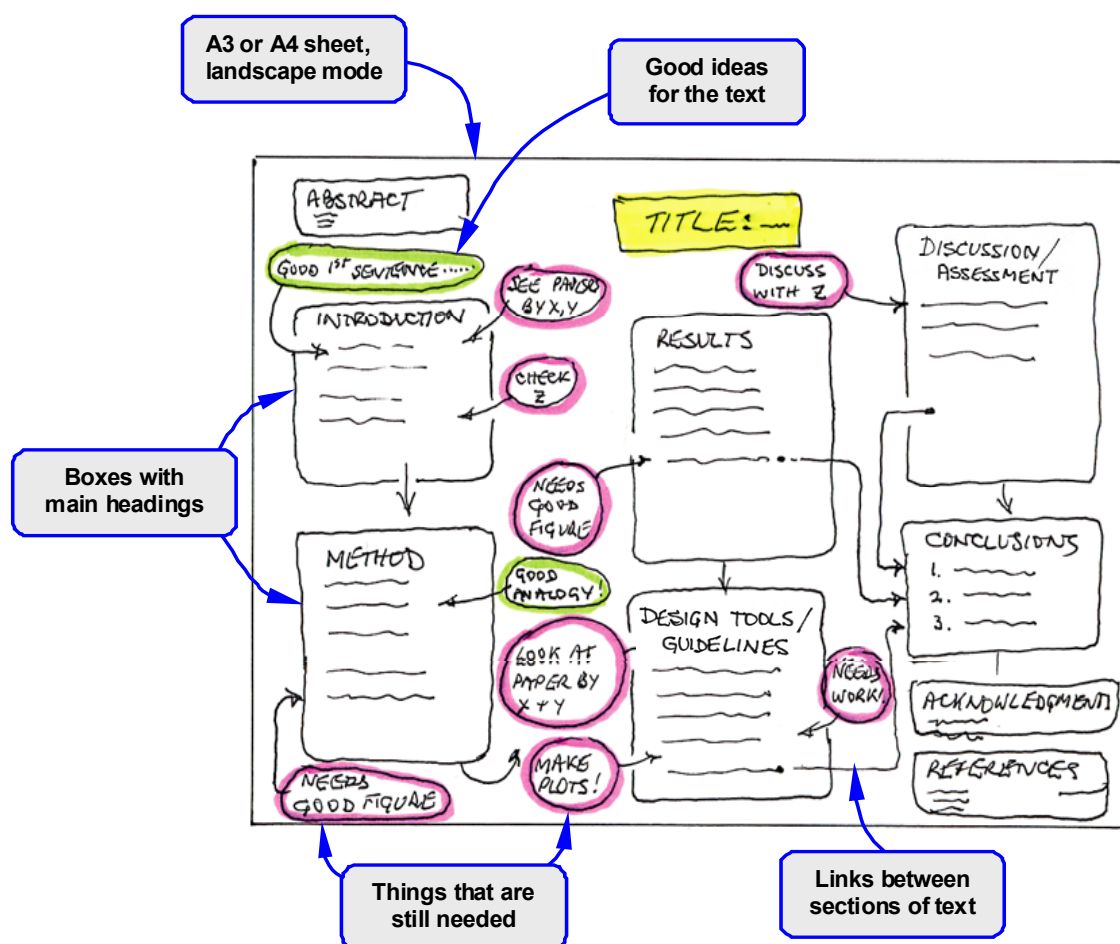 A3 or A4 sheet,
landscape mode
Good ideas
for the text
ABSTRACT
TITLE:
GOOD 1ST SENTENCE .....
SEE PAPERS
BY X, Y
INTRODUCTION
CHECK
Z
DISCUSS
WITH Z
DISCUSSION/
ASSESSMENT
RESULTS
Boxes with
main headings
NEEDS
GOOD
FIGURE
METHOD
GOOD
ANALOGY!
CONCLUSIONS
1.
2.
3.
DESIGN TOOLS/
GUIDELINES
LOOK AT
PAPER BY
X + Y
NEEDS
WORK!
ACKNOWLEDGMENTS
MAKE
PLOTS!
REFERENCES
NEEDS
GOOD FIGURE
Things that are
still needed
Links between
sections of text